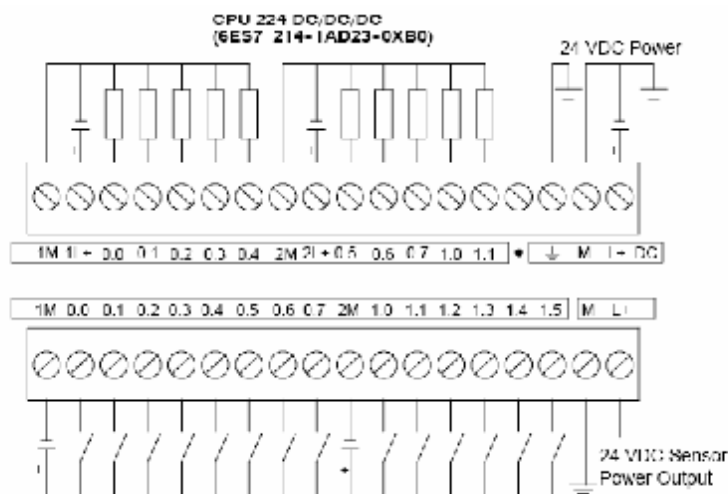 CPU 224 DC/DC/DC
(6ES7 214-1AD23-0XB0)
24 VDC Power
1M 1L+ 0.0 0.1 0.2 0.3 0.4 2M 2L+ 0.5 0.6 0.7 1.0 1.1 • ⏚ M L+ DC
1M 0.0 0.1 0.2 0.3 0.4 0.5 0.6 0.7 2M 1.0 1.1 1.2 1.3 1.4 1.5 M L+
24 VDC Sensor
Power Output